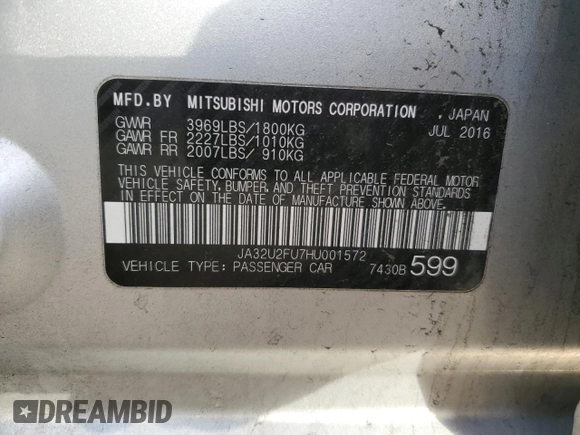 MFD.BY MITSUBISHI MOTORS CORPORATION , JAPAN
GVWR 3969LBS/1800KG JUL 2016
GAWR FR 2227LBS/1010KG
GAWR RR 2007LBS/ 910KG
THIS VEHICLE CONFORMS TO ALL APPLICABLE FEDERAL MOTOR
VEHICLE SAFETY, BUMPER, AND THEFT PREVENTION STANDARDS
IN EFFECT ON THE DATE OF MANUFACTURE SHOWN ABOVE.
JA32U2FU7HU001572
VEHICLE TYPE: PASSENGER CAR 7430B 599
DREAMBID